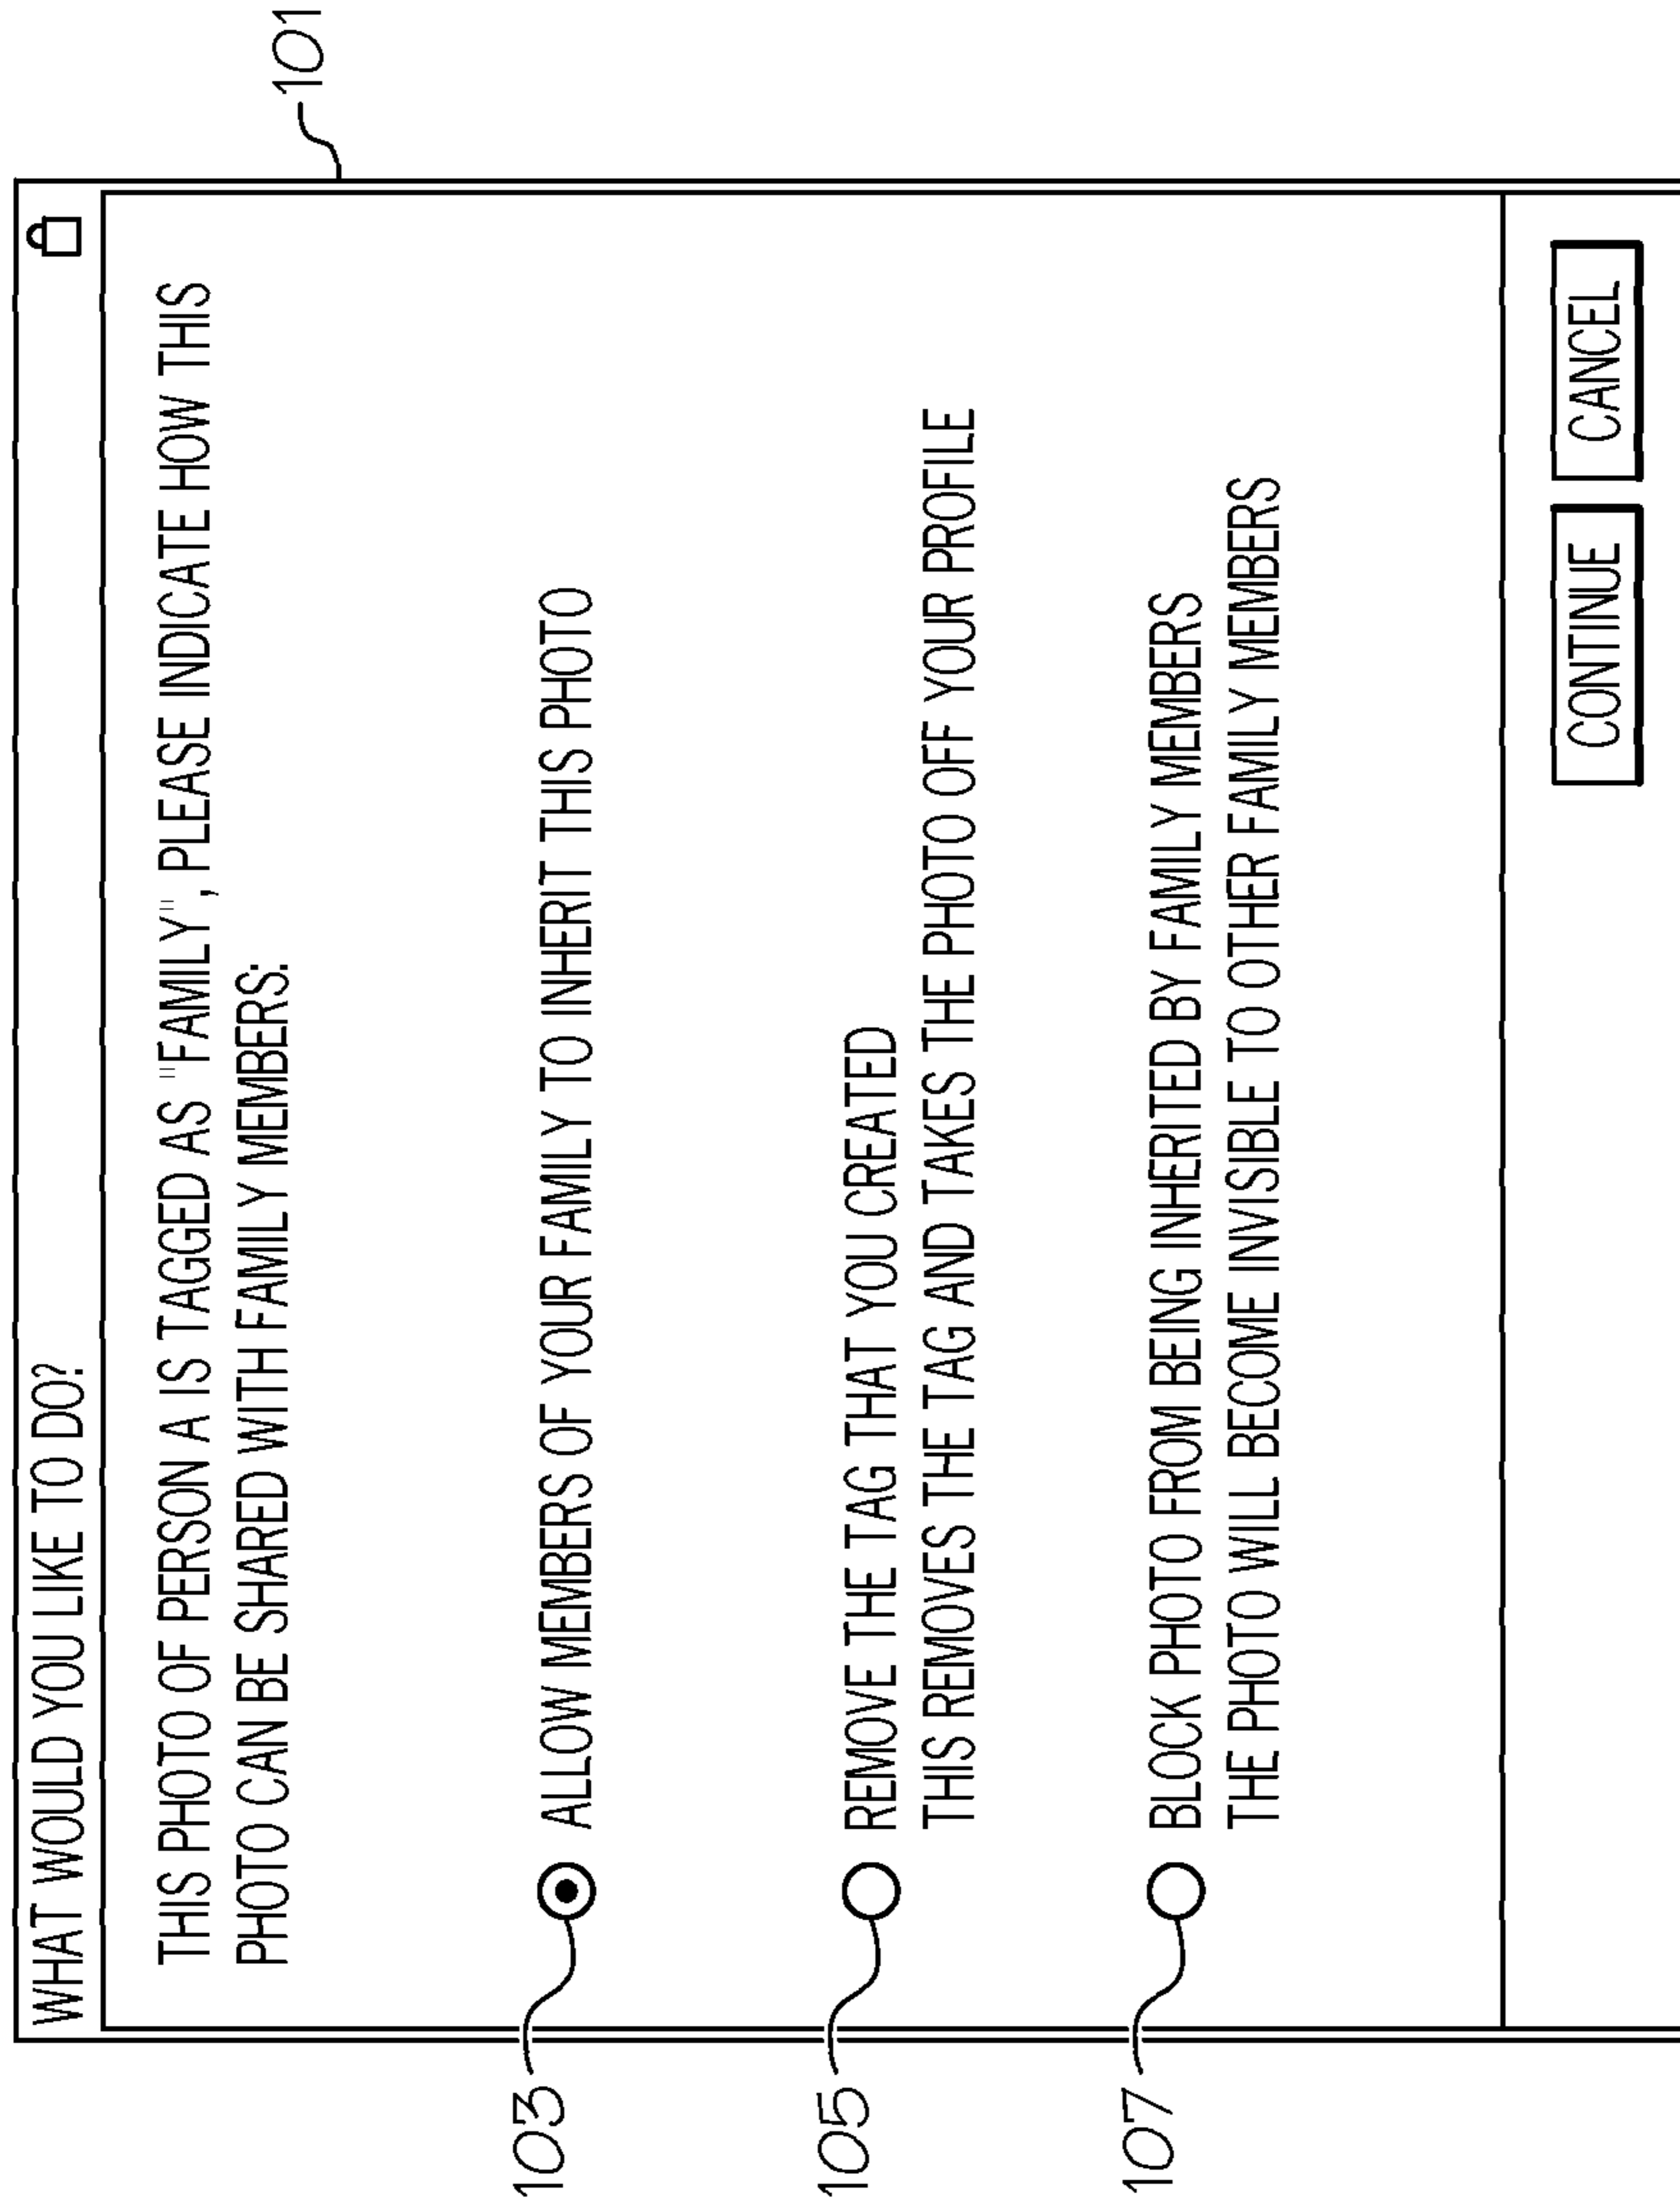 101
WHAT WOULD YOU LIKE TO DO?
THIS PHOTO OF PERSON A IS TAGGED AS "FAMILY", PLEASE INDICATE HOW THIS
PHOTO CAN BE SHARED WITH FAMILY MEMBERS:
103
ALLOW MEMBERS OF YOUR FAMILY TO INHERIT THIS PHOTO
105
REMOVE THE TAG THAT YOU CREATED
THIS REMOVES THE TAG AND TAKES THE PHOTO OFF YOUR PROFILE
107
BLOCK PHOTO FROM BEING INHERITED BY FAMILY MEMBERS
THE PHOTO WILL BECOME INVISIBLE TO OTHER FAMILY MEMBERS
CONTINUE
CANCEL